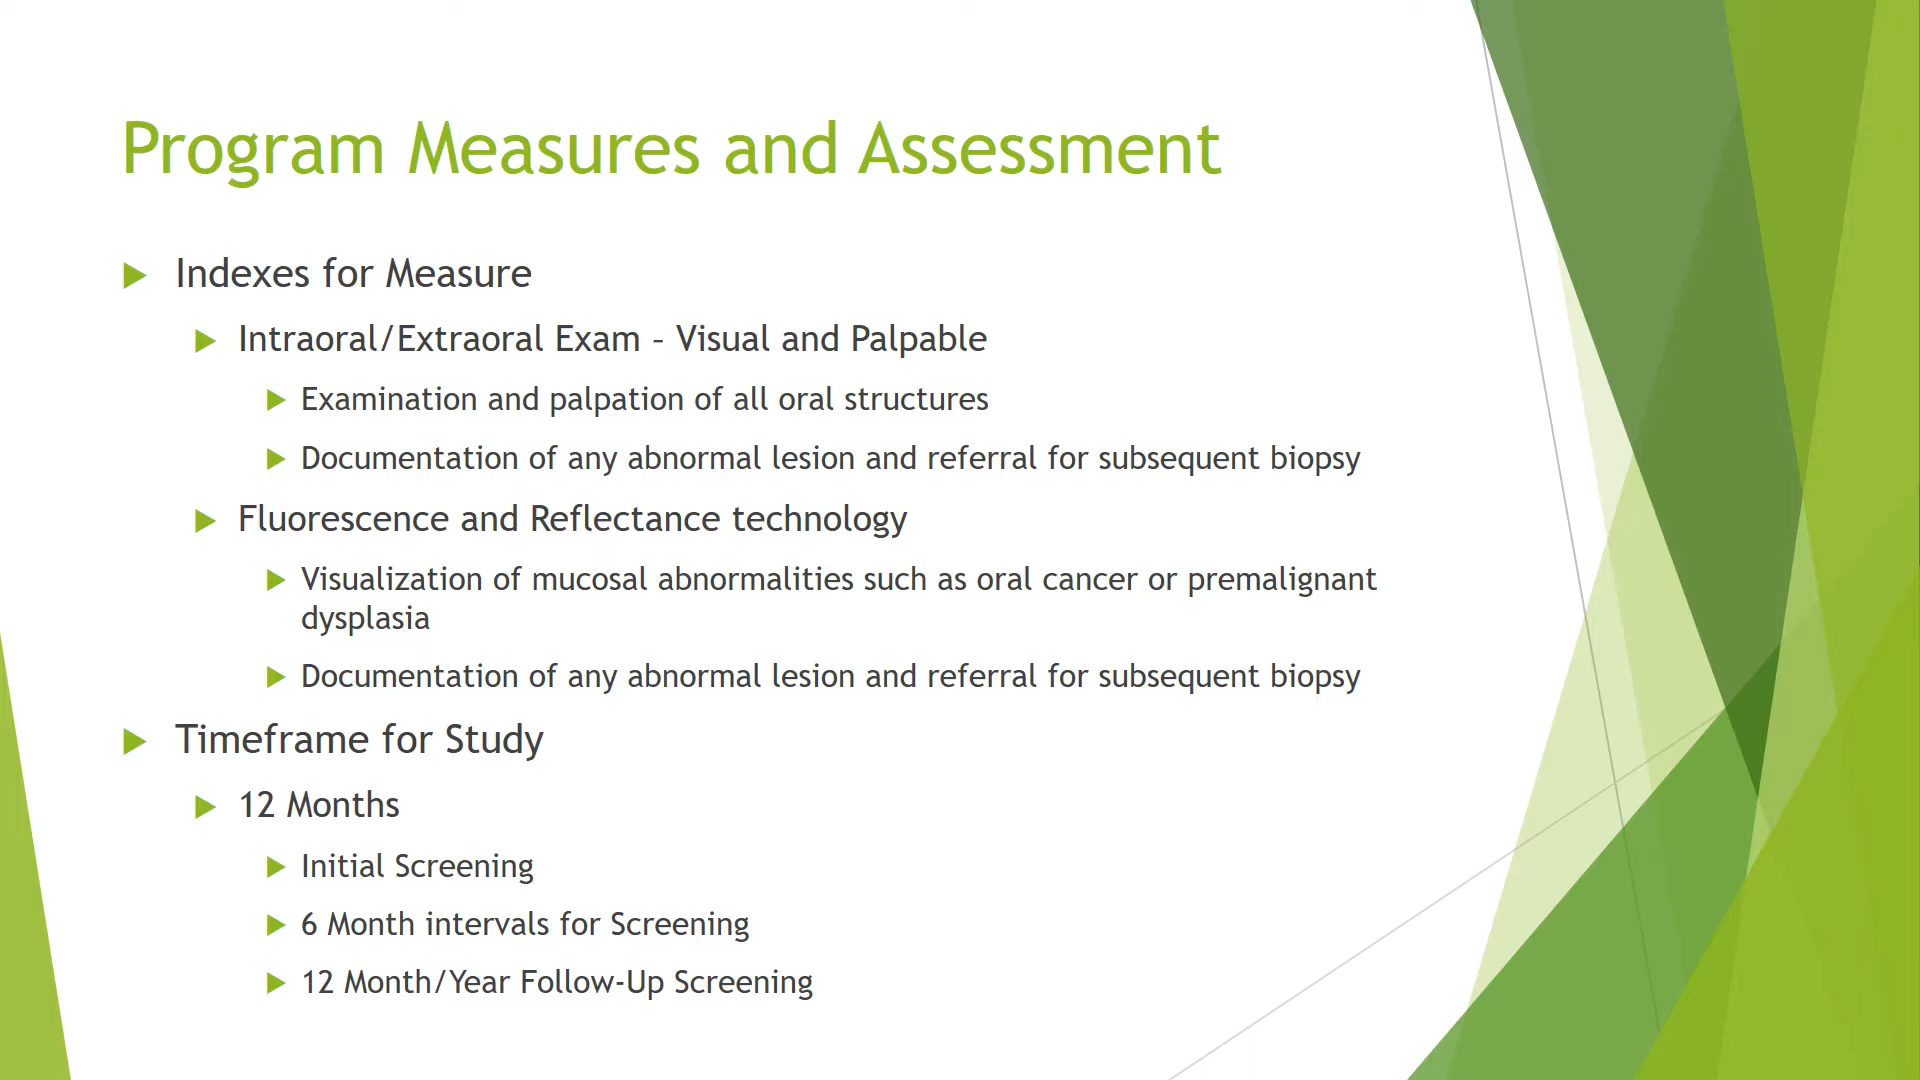 Program Measures and Assessment
Indexes for Measure
Intraoral/Extraoral Exam – Visual and Palpable
Examination and palpation of all oral structures
Documentation of any abnormal lesion and referral for subsequent biopsy
Fluorescence and Reflectance technology
Visualization of mucosal abnormalities such as oral cancer or premalignant
dysplasia
Documentation of any abnormal lesion and referral for subsequent biopsy
Timeframe for Study
12 Months
Initial Screening
6 Month intervals for Screening
12 Month/Year Follow-Up Screening